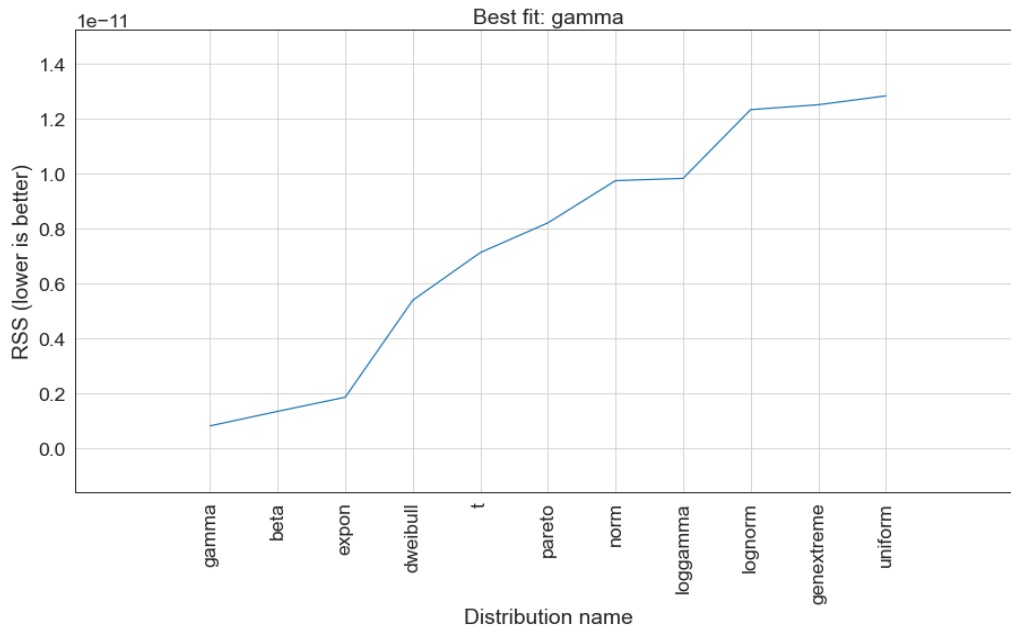 Best fit: gamma
1e−11
1.4
1.2
1.0
0.8
0.6
0.4
0.2
0.0
RSS (lower is better)
gamma
beta
expon
dweibull
t
pareto
norm
loggamma
lognorm
genextreme
uniform
Distribution name